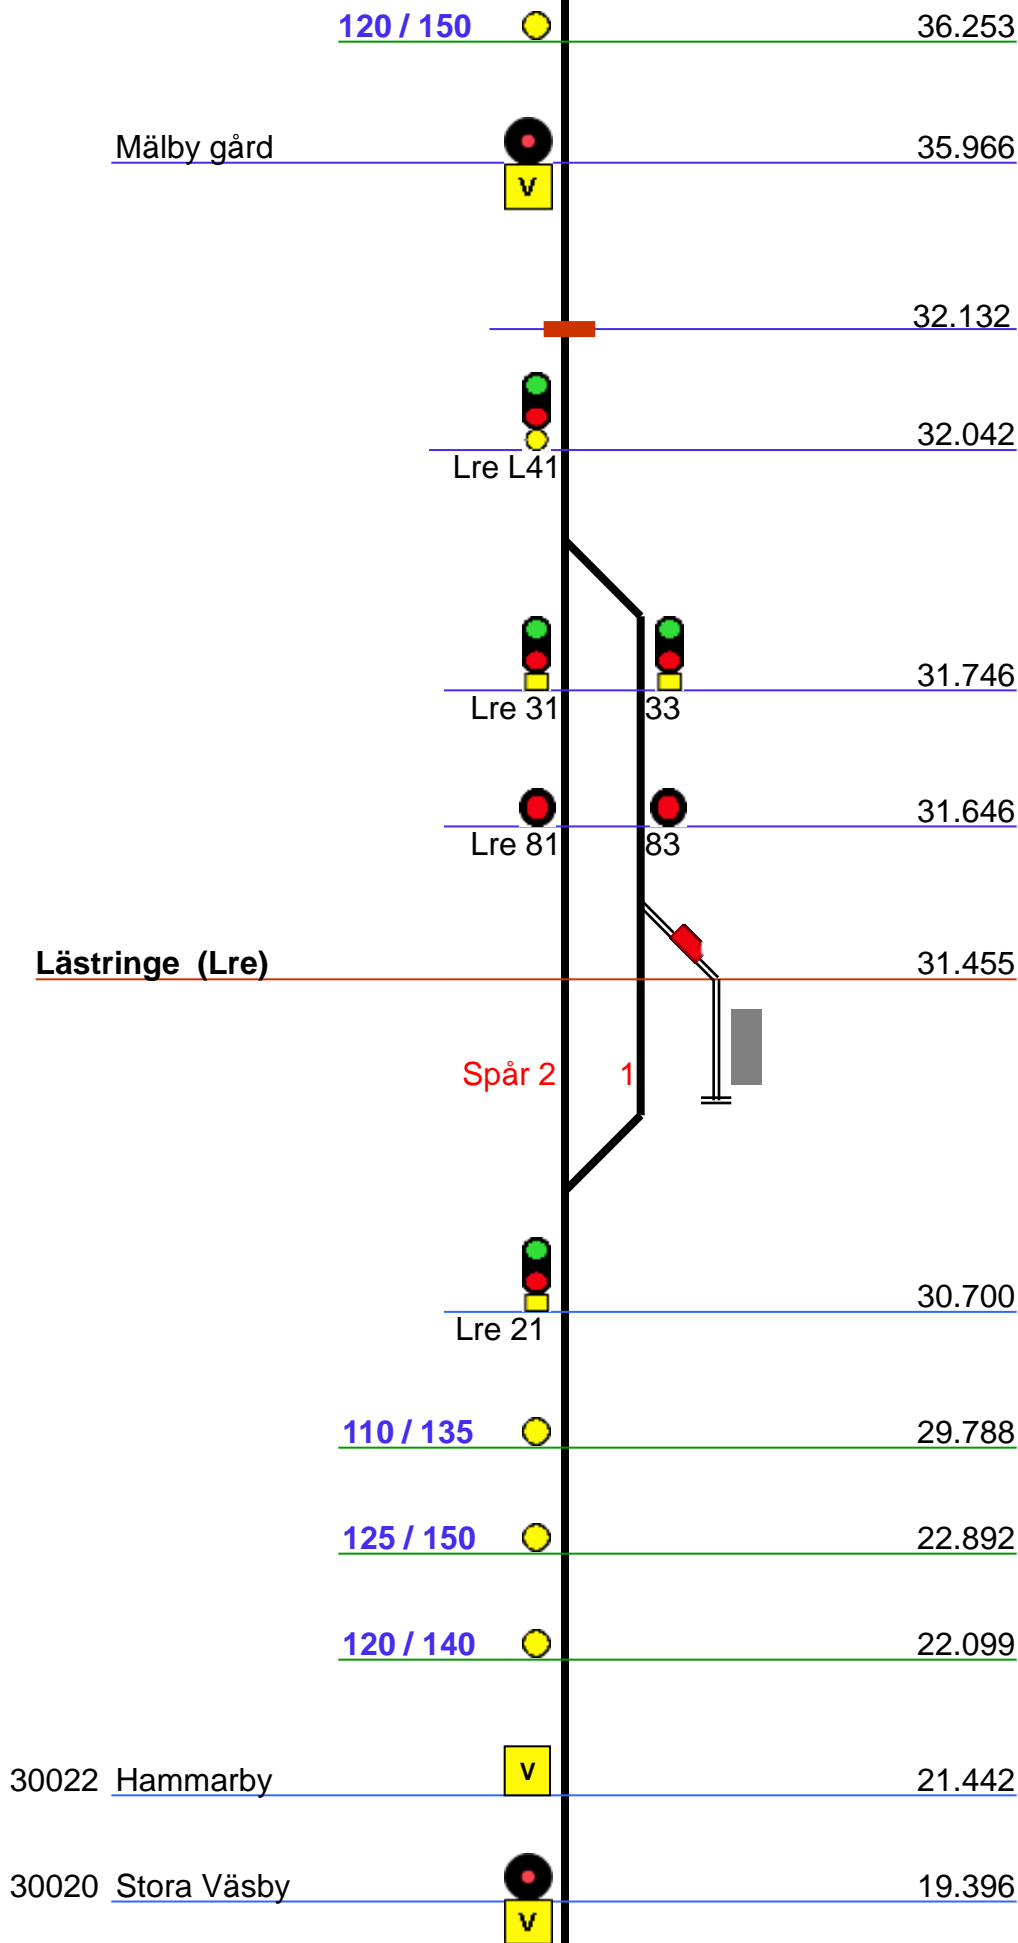 120 / 150 36.253
Mälby gård 35.966
V
32.132
32.042
Lre L41
31.746
Lre 31 33
31.646
Lre 81 83
Lästringe (Lre) 31.455
Spår 2 1
30.700
Lre 21
110 / 135 29.788
125 / 150 22.892
120 / 140 22.099
V
30022 Hammarby 21.442
30020 Stora Väsby 19.396
V